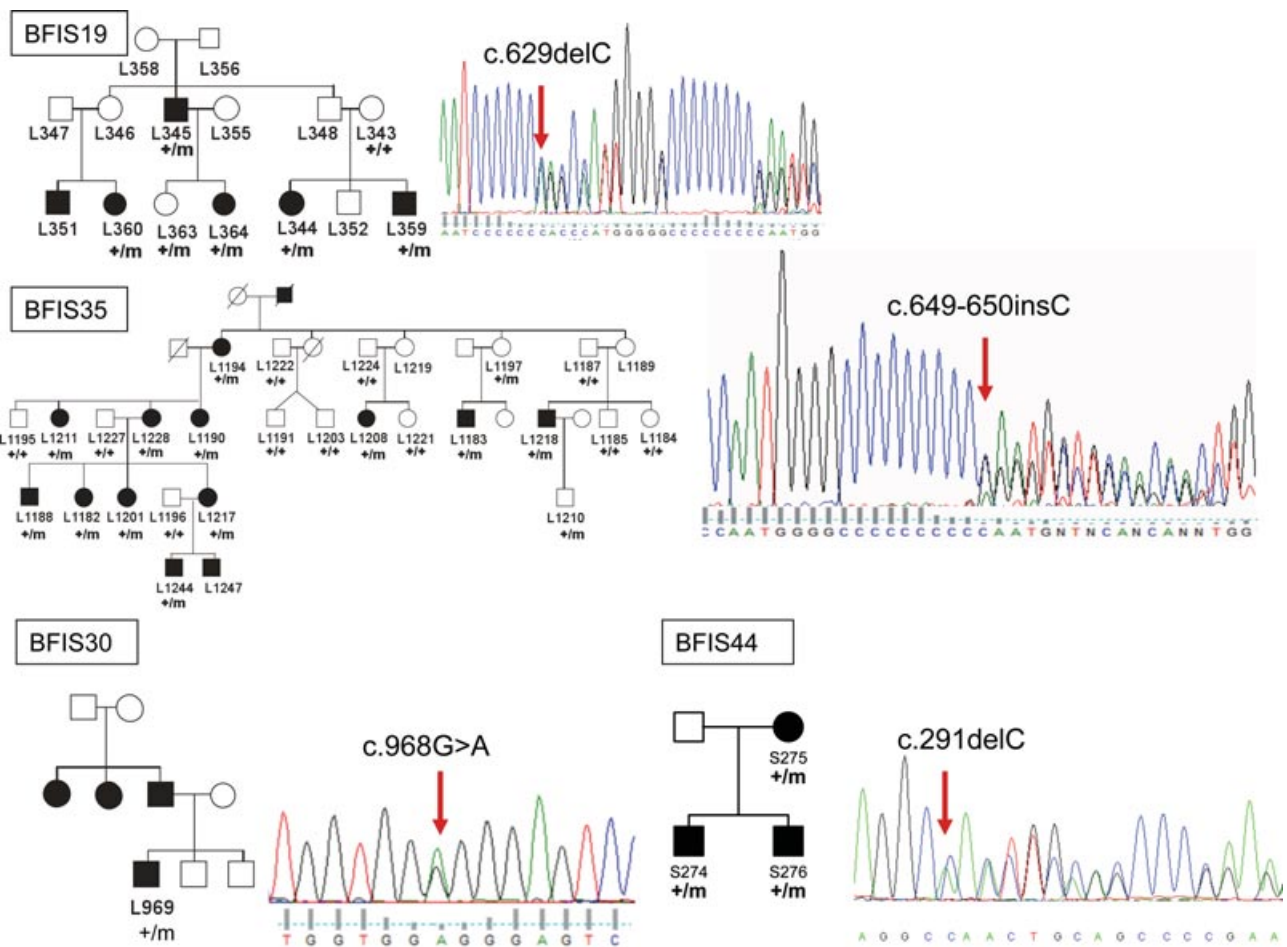 BFIS19
c.629delC
L358 L356
L347 L346 L345 L355 L348 L343
+/m +/+
L351 L360 L363 L364 L344 L352 L359
+/m +/m +/m +/m +/m
BFIS35
c.649-650insC
L1194 L1222 L1224 L1219 L1197 L1187 L1189
+/m +/+ +/+ +/m +/+
L1195 L1211 L1227 L1228 L1190 L1191 L1203 L1208 L1221 L1183 L1218 L1185 L1184
+/+ +/m +/+ +/m +/m +/+ +/+ +/m +/+ +/m +/m +/+ +/+
L1188 L1182 L1201 L1196 L1217 L1210
+/m +/m +/m +/+ +/m +/m
L1244 L1247
+/m
CCAATGGGGCCCCCCCCCCAATGNTNCANCANNTGG
BFIS30
c.968G>A
L969
+/m
TGGTGGAGGGAGTC
BFIS44
S275
+/m
c.291delC
S274 S276
+/m +/m
AGGCCAACTGCAGCCCCGAA